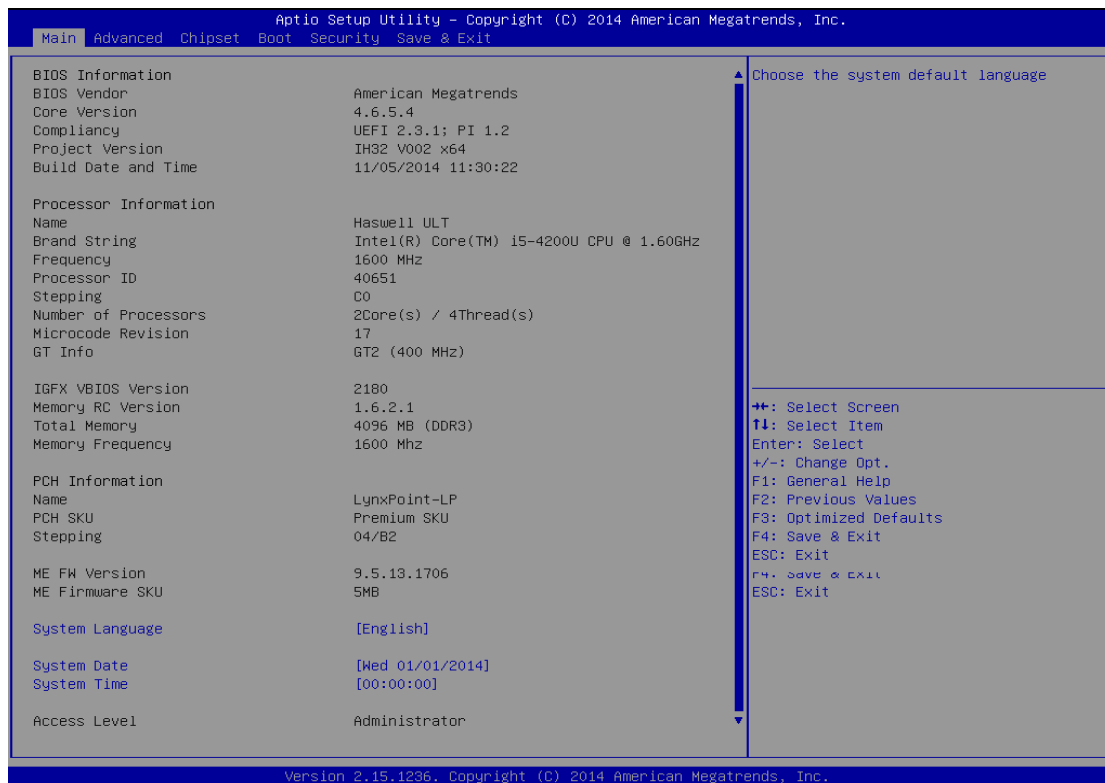 Aptio Setup Utility – Copyright (C) 2014 American Megatrends, Inc.
Main Advanced Chipset Boot Security Save & Exit
BIOS Information
BIOS Vendor American Megatrends
Core Version 4.6.5.4
Compliancy UEFI 2.3.1; PI 1.2
Project Version IH32 V002 x64
Build Date and Time 11/05/2014 11:30:22
Processor Information
Name Haswell ULT
Brand String Intel(R) Core(TM) i5-4200U CPU @ 1.60GHz
Frequency 1600 MHz
Processor ID 40651
Stepping C0
Number of Processors 2Core(s) / 4Thread(s)
Microcode Revision 17
GT Info GT2 (400 MHz)
IGFX VBIOS Version 2180
Memory RC Version 1.6.2.1
Total Memory 4096 MB (DDR3)
Memory Frequency 1600 Mhz
PCH Information
Name LynxPoint-LP
PCH SKU Premium SKU
Stepping 04/B2
ME FW Version 9.5.13.1706
ME Firmware SKU 5MB
System Language [English]
System Date [Wed 01/01/2014]
System Time [00:00:00]
Access Level Administrator
Choose the system default language
→←: Select Screen
↑↓: Select Item
Enter: Select
+/-: Change Opt.
F1: General Help
F2: Previous Values
F3: Optimized Defaults
F4: Save & Exit
ESC: Exit
F4: Save & Exit
ESC: Exit
Version 2.15.1236. Copyright (C) 2014 American Megatrends, Inc.